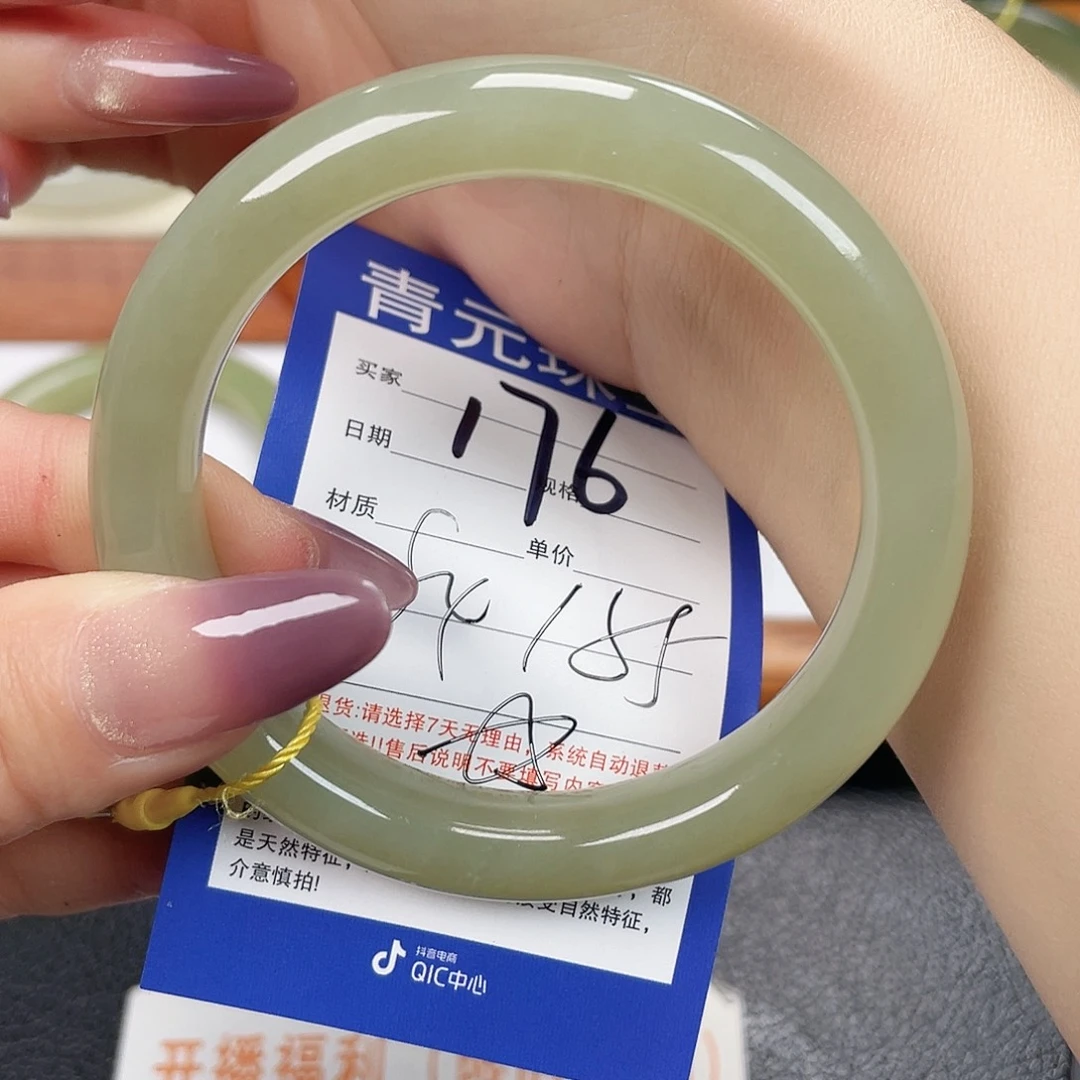 青元珠
买家
176
日期
规格
材质
单价
54 185
退货:请选择7天无理由，系统自动退
选!!售后说明不要填写内容
是天然特征，
，都
自然特征，
介意慎拍!
抖音电商
QIC中心
开播福利